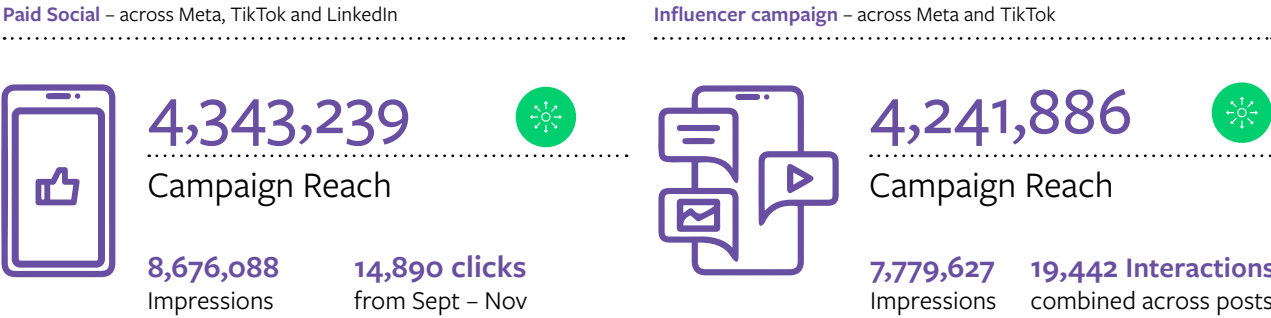 Paid Social – across Meta, TikTok and LinkedIn
4,343,239
Campaign Reach
8,676,088
Impressions
14,890 clicks
from Sept – Nov
Influencer campaign – across Meta and TikTok
4,241,886
Campaign Reach
7,779,627
Impressions
19,442 Interactions
combined across posts